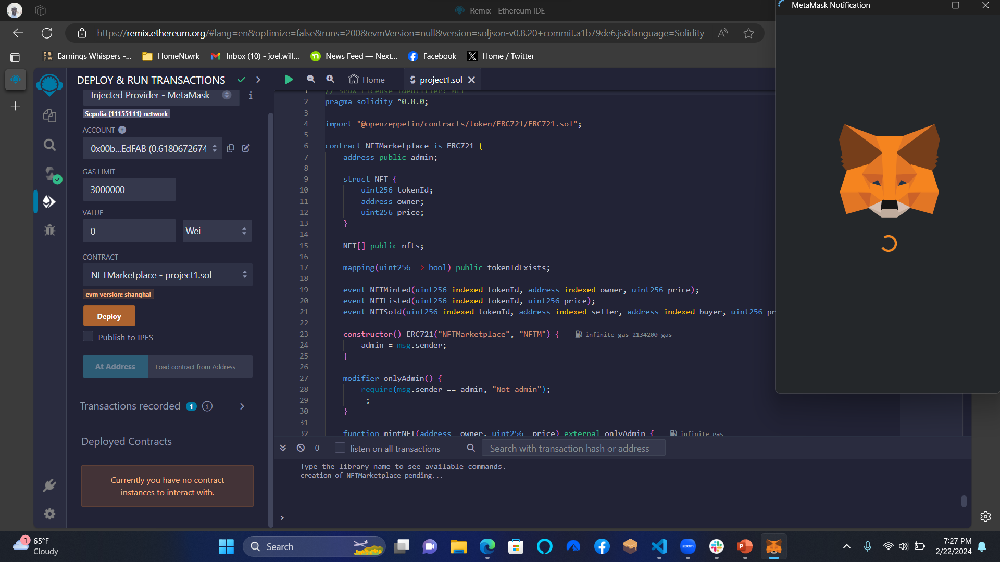 Remix - Ethereum IDE
MetaMask Notification
https://remix.ethereum.org/#lang=en&optimize=false&runs=200&evmVersion=null&version=soljson-v0.8.20+commit.a1b79de6.js&language=Solidity
Earnings Whispers -...
HomeNtwrk
Inbox (10) - joel.will...
News Feed — Next...
Facebook
Home / Twitter
DEPLOY & RUN TRANSACTIONS
Injected Provider - MetaMask
Sepolia (11155111) network
ACCOUNT
0x00b...EdFAB (0.6180672674
GAS LIMIT
3000000
VALUE
0
Wei
CONTRACT
NFTMarketplace - project1.sol
evm version: shanghai
Deploy
Publish to IPFS
At Address
Load contract from Address
Transactions recorded 1
Deployed Contracts
Currently you have no contract
instances to interact with.
Home
project1.sol
1 // SPDX-License-Identifier: MIT
2 pragma solidity ^0.8.0;
3
4 import "@openzeppelin/contracts/token/ERC721/ERC721.sol";
5
6 contract NFTMarketplace is ERC721 {
7 address public admin;
8
9 struct NFT {
10 uint256 tokenId;
11 address owner;
12 uint256 price;
13 }
14
15 NFT[] public nfts;
16
17 mapping(uint256 => bool) public tokenIdExists;
18
19 event NFTMinted(uint256 indexed tokenId, address indexed owner, uint256 price);
20 event NFTListed(uint256 indexed tokenId, uint256 price);
21 event NFTSold(uint256 indexed tokenId, address indexed seller, address indexed buyer, uint256 pr
22
23 constructor() ERC721("NFTMarketplace", "NFTM") { infinite gas 2134200 gas
24 admin = msg.sender;
25 }
26
27 modifier onlyAdmin() {
28 require(msg.sender == admin, "Not admin");
29 _;
30 }
31
32 function mintNFT(address _owner, uint256 _price) external onlyAdmin { infinite gas
0
listen on all transactions
Search with transaction hash or address
Type the library name to see available commands.
creation of NFTMarketplace pending...
>
1
65°F
Cloudy
Search
zoom
7:27 PM
2/22/2024